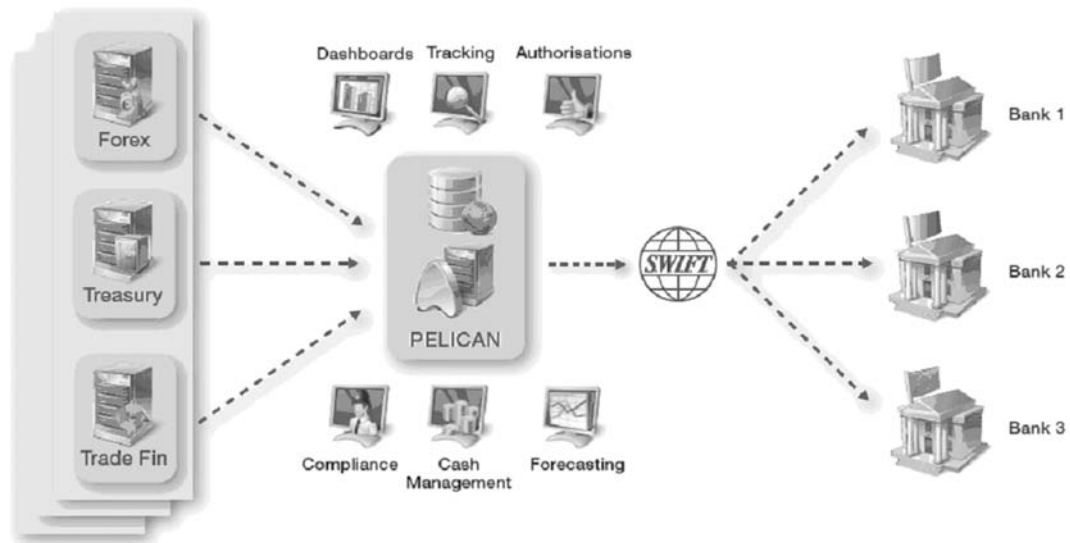 Forex
Treasury
Trade Fin
Dashboards
Tracking
Authorisations
PELICAN
Compliance
Cash
Management
Forecasting
SWIFT
Bank 1
Bank 2
Bank 3